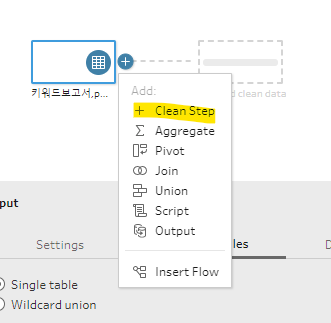 키워드보고서,p...
d clean data
Add:
Clean Step
Aggregate
Pivot
Join
Union
Script
Output
Insert Flow
put
Settings
les
D
Single table
Wildcard union